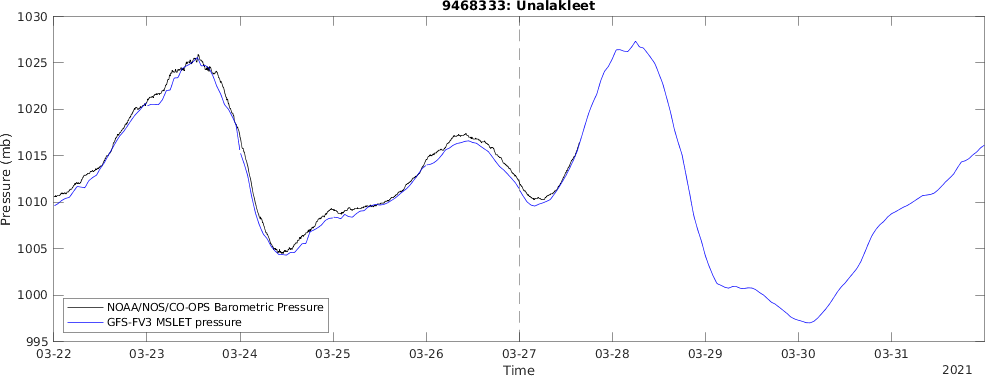 9468333: Unalakleet
1030
1025
1020
1015
1010
1005
1000
995
Pressure (mb)
NOAA/NOS/CO-OPS Barometric Pressure
GFS-FV3 MSLET pressure
03-22 03-23 03-24 03-25 03-26 03-27 03-28 03-29 03-30 03-31
Time
2021